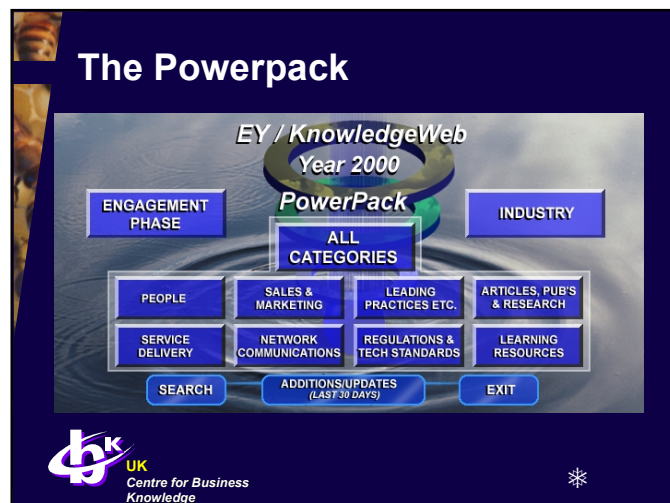 The Powerpack
EY / KnowledgeWeb
Year 2000
PowerPack
ENGAGEMENT
PHASE
INDUSTRY
ALL
CATEGORIES
PEOPLE
SALES &
MARKETING
LEADING
PRACTICES ETC.
ARTICLES, PUB'S
& RESEARCH
SERVICE
DELIVERY
NETWORK
COMMUNICATIONS
REGULATIONS &
TECH STANDARDS
LEARNING
RESOURCES
SEARCH
ADDITIONS/UPDATES
(LAST 30 DAYS)
EXIT
cbK
UK
Centre for Business
Knowledge